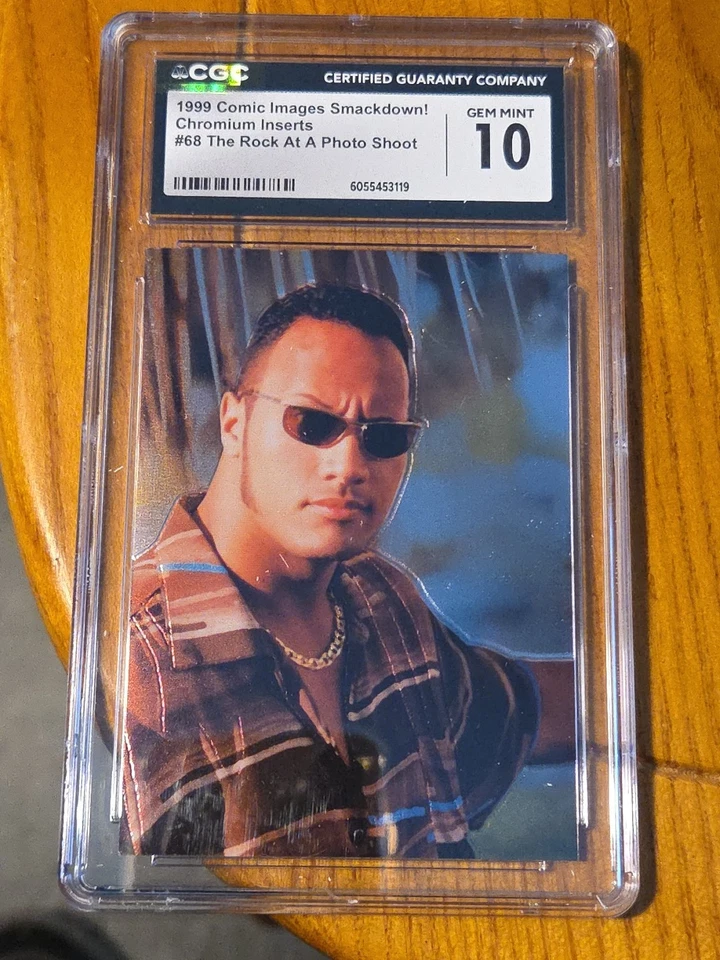 CGC
CERTIFIED GUARANTY COMPANY
1999 Comic Images Smackdown!
Chromium Inserts
#68 The Rock At A Photo Shoot
GEM MINT
10
6055453119